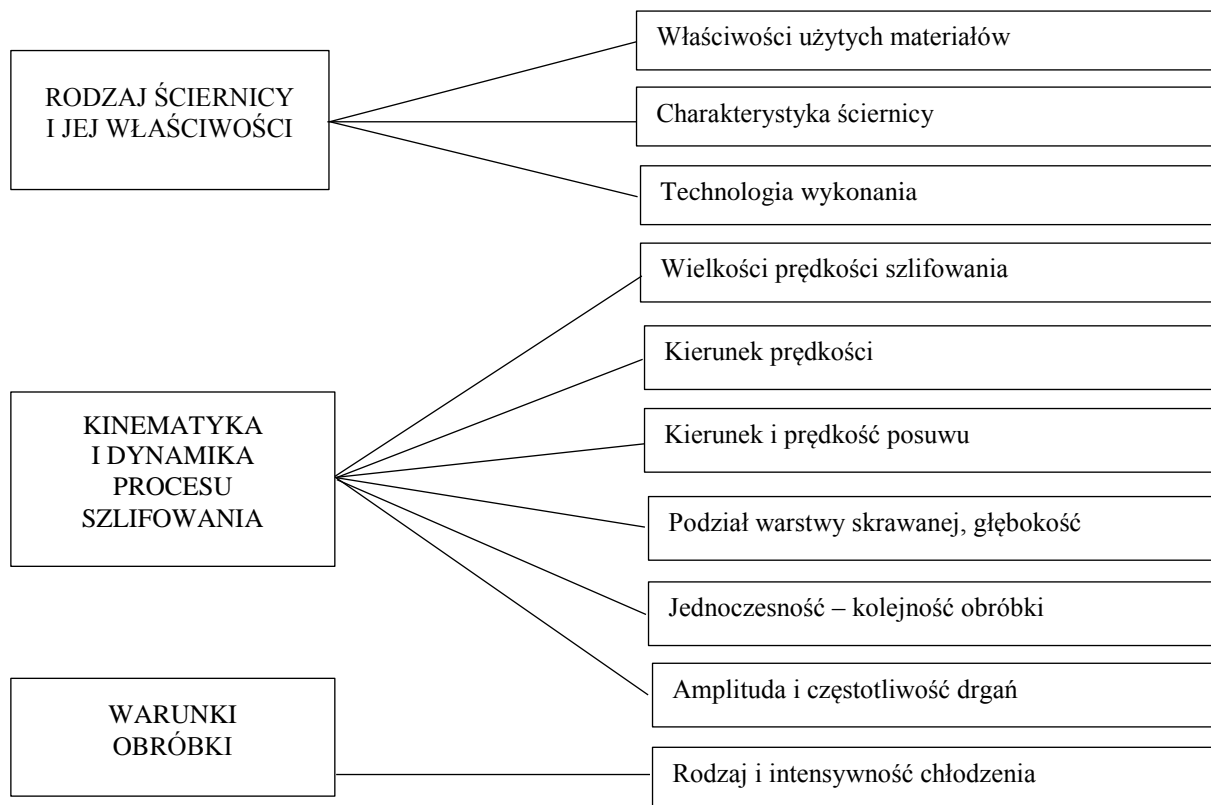 RODZAJ ŚCIERNICY
I JEJ WŁAŚCIWOŚCI
Właściwości użytych materiałów
Charakterystyka ściernicy
Technologia wykonania
KINEMATYKA
I DYNAMIKA
PROCESU
SZLIFOWANIA
Wielkości prędkości szlifowania
Kierunek prędkości
Kierunek i prędkość posuwu
Podział warstwy skrawanej, głębokość
Jednoczesność – kolejność obróbki
Amplituda i częstotliwość drgań
WARUNKI
OBRÓBKI
Rodzaj i intensywność chłodzenia